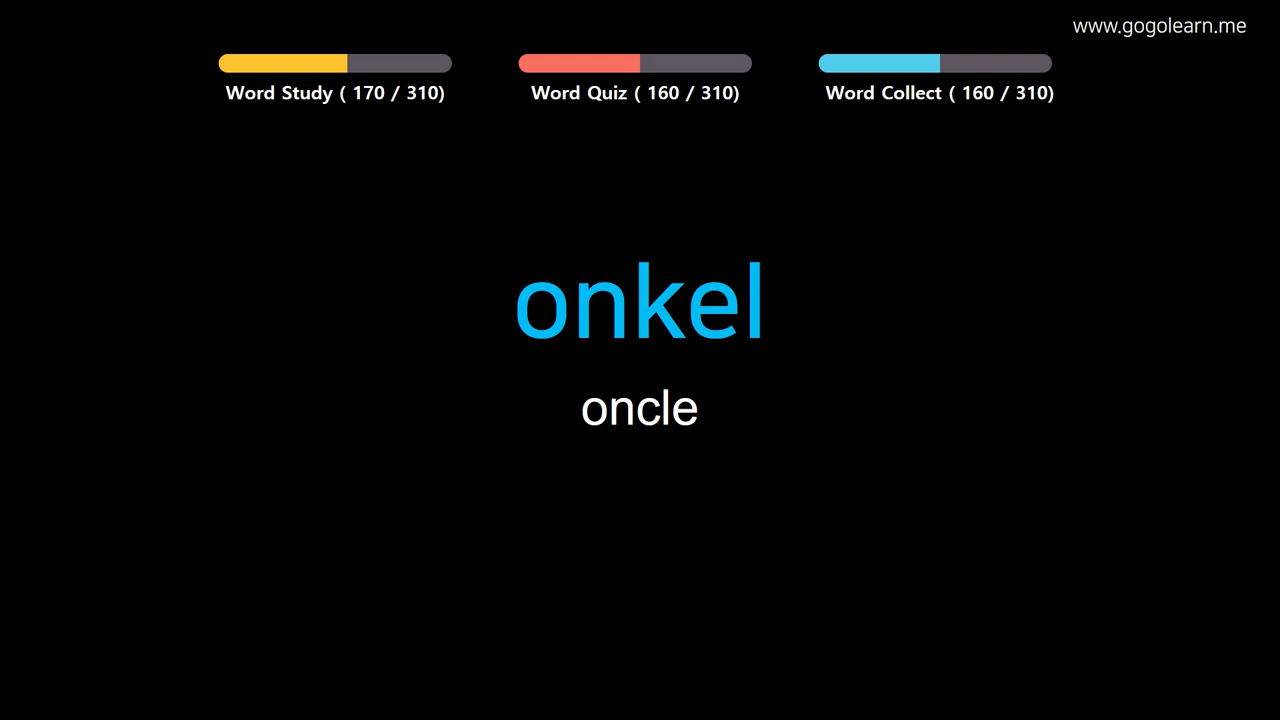 www.gogolearn.me
Word Study ( 170 / 310)
Word Quiz ( 160 / 310)
Word Collect ( 160 / 310)
onkel
oncle